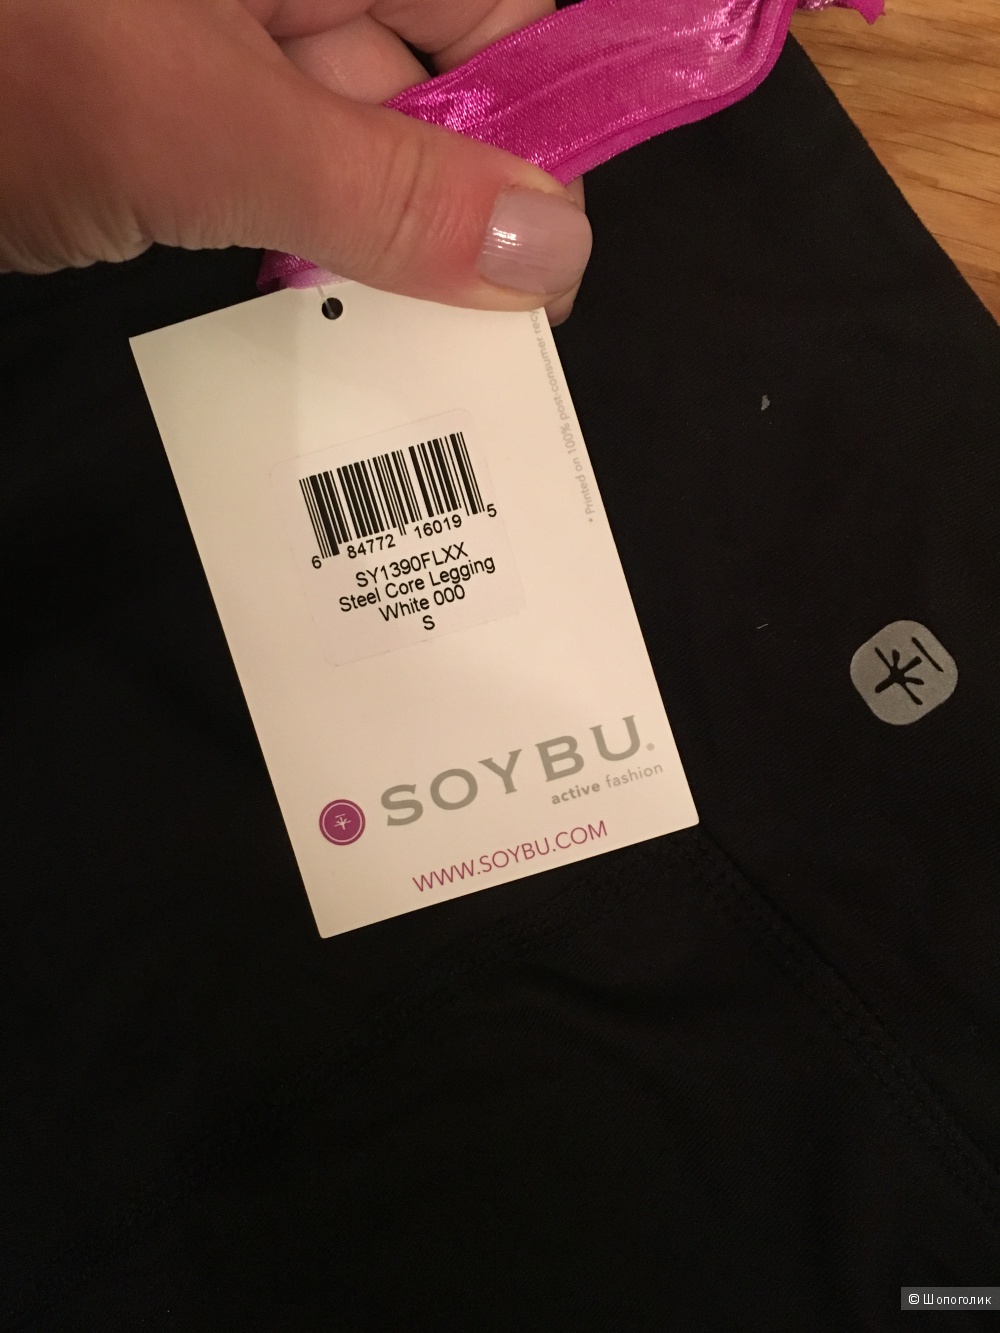 • Printed on 100% post-consumer recy
6 84772 16019 5
SY1390FLXX
Steel Core Legging
White 000
S
SOYBU.
active fashion
WWW.SOYBU.COM
© Шопоголик